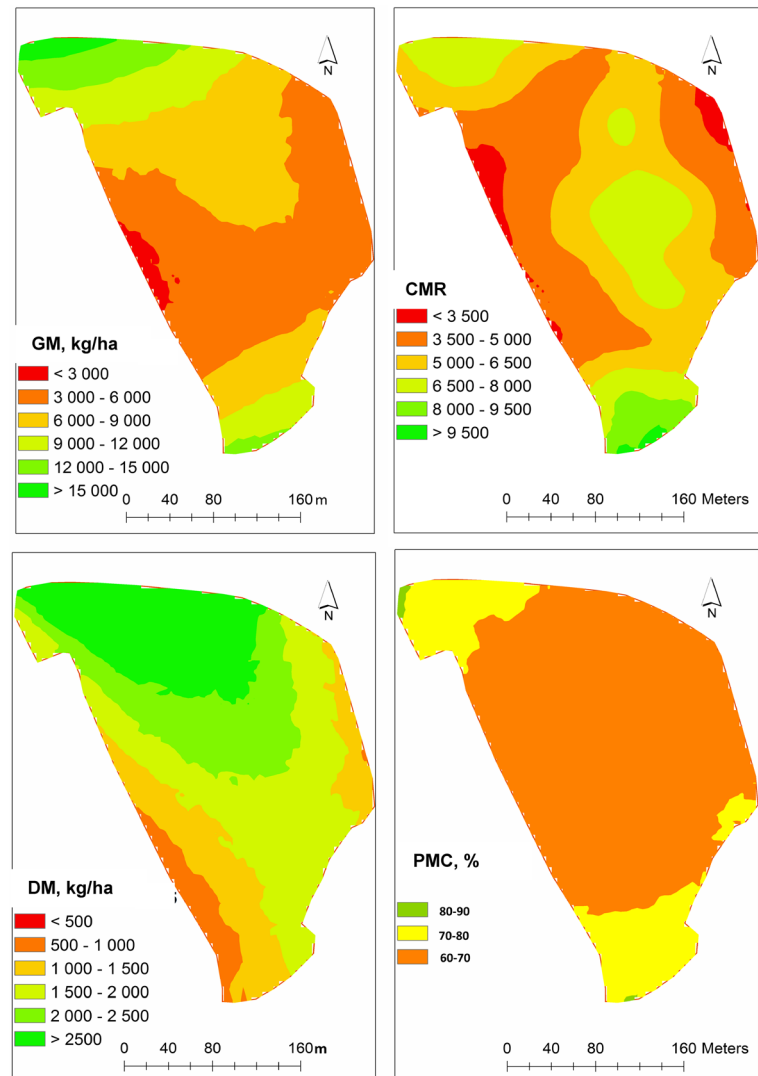 N
GM, kg/ha
< 3 000
3 000 - 6 000
6 000 - 9 000
9 000 - 12 000
12 000 - 15 000
> 15 000
0 40 80 160 m
N
CMR
< 3 500
3 500 - 5 000
5 000 - 6 500
6 500 - 8 000
8 000 - 9 500
> 9 500
0 40 80 160 Meters
N
DM, kg/ha
< 500
500 - 1 000
1 000 - 1 500
1 500 - 2 000
2 000 - 2 500
> 2500
0 40 80 160 m
N
PMC, %
80-90
70-80
60-70
0 40 80 160 Meters